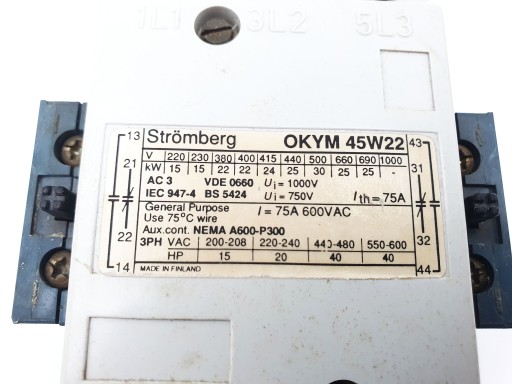 1L1 3L2 5L3
13 Strömberg OKYM 45W22 43
V 220 230 380 400 415 440 500 660 690 1000
21 kW 15 15 22 22 24 25 30 25 25 - 31
AC 3 VDE 0660 Ui = 1000V
IEC 947-4 BS 5424 Ui = 750V Ith = 75A
General Purpose I = 75A 600VAC
Use 75°C wire
22 Aux.cont. NEMA A600-P300 32
3PH VAC 200-208 220-240 440-480 550-600
HP 15 20 40 40
14 MADE IN FINLAND 44